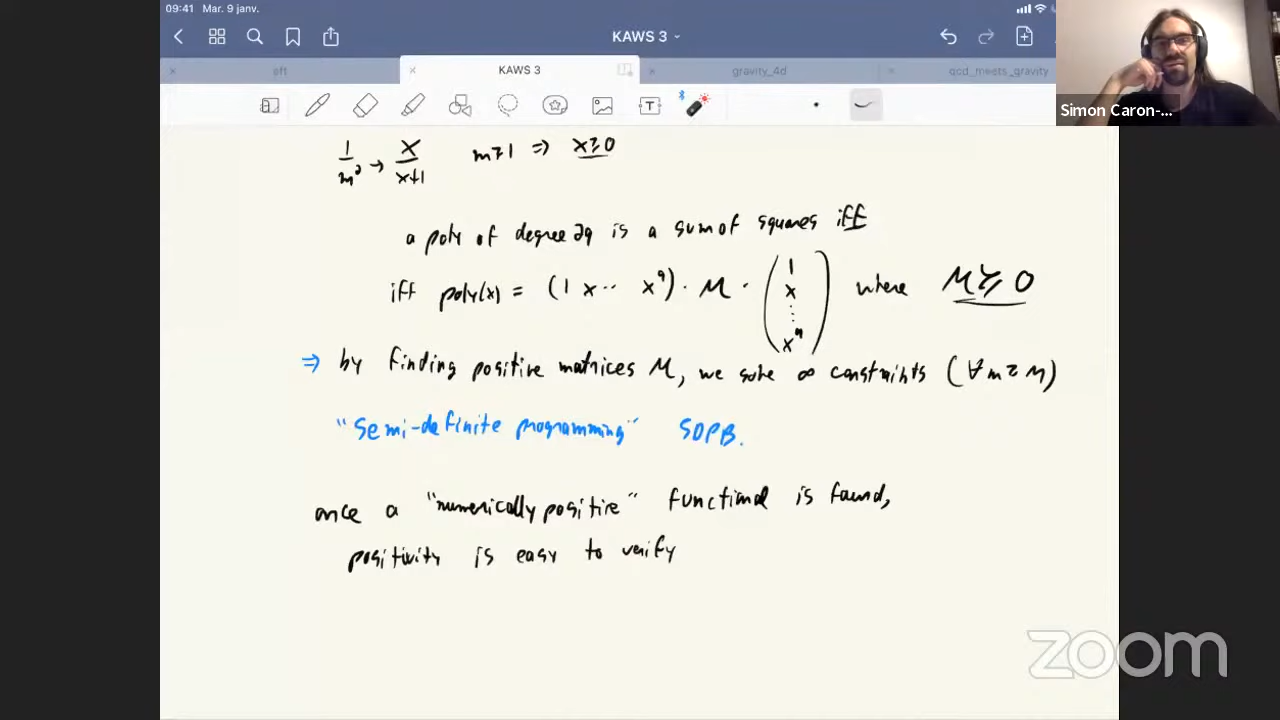 09:41 Mar. 9 janv.
KAWS 3
eft
KAWS 3
gravity_4d
qcd_meets_gravity
T
Simon Caron-...
1/m² → x/(x+1) m≥1 ⇒ x≥0
a poly of degree 2q is a sum of squares iff
iff poly(x) = (1 x ·· x^q) · M · (1 x ⋮ x^q) where M ≽ 0
⇒ by finding positive matrices M, we solve ∞ constraints (∀m≥M)
"semi-definite programming" SDPB.
once a "numerically positive" functional is found,
positivity is easy to verify
zoom